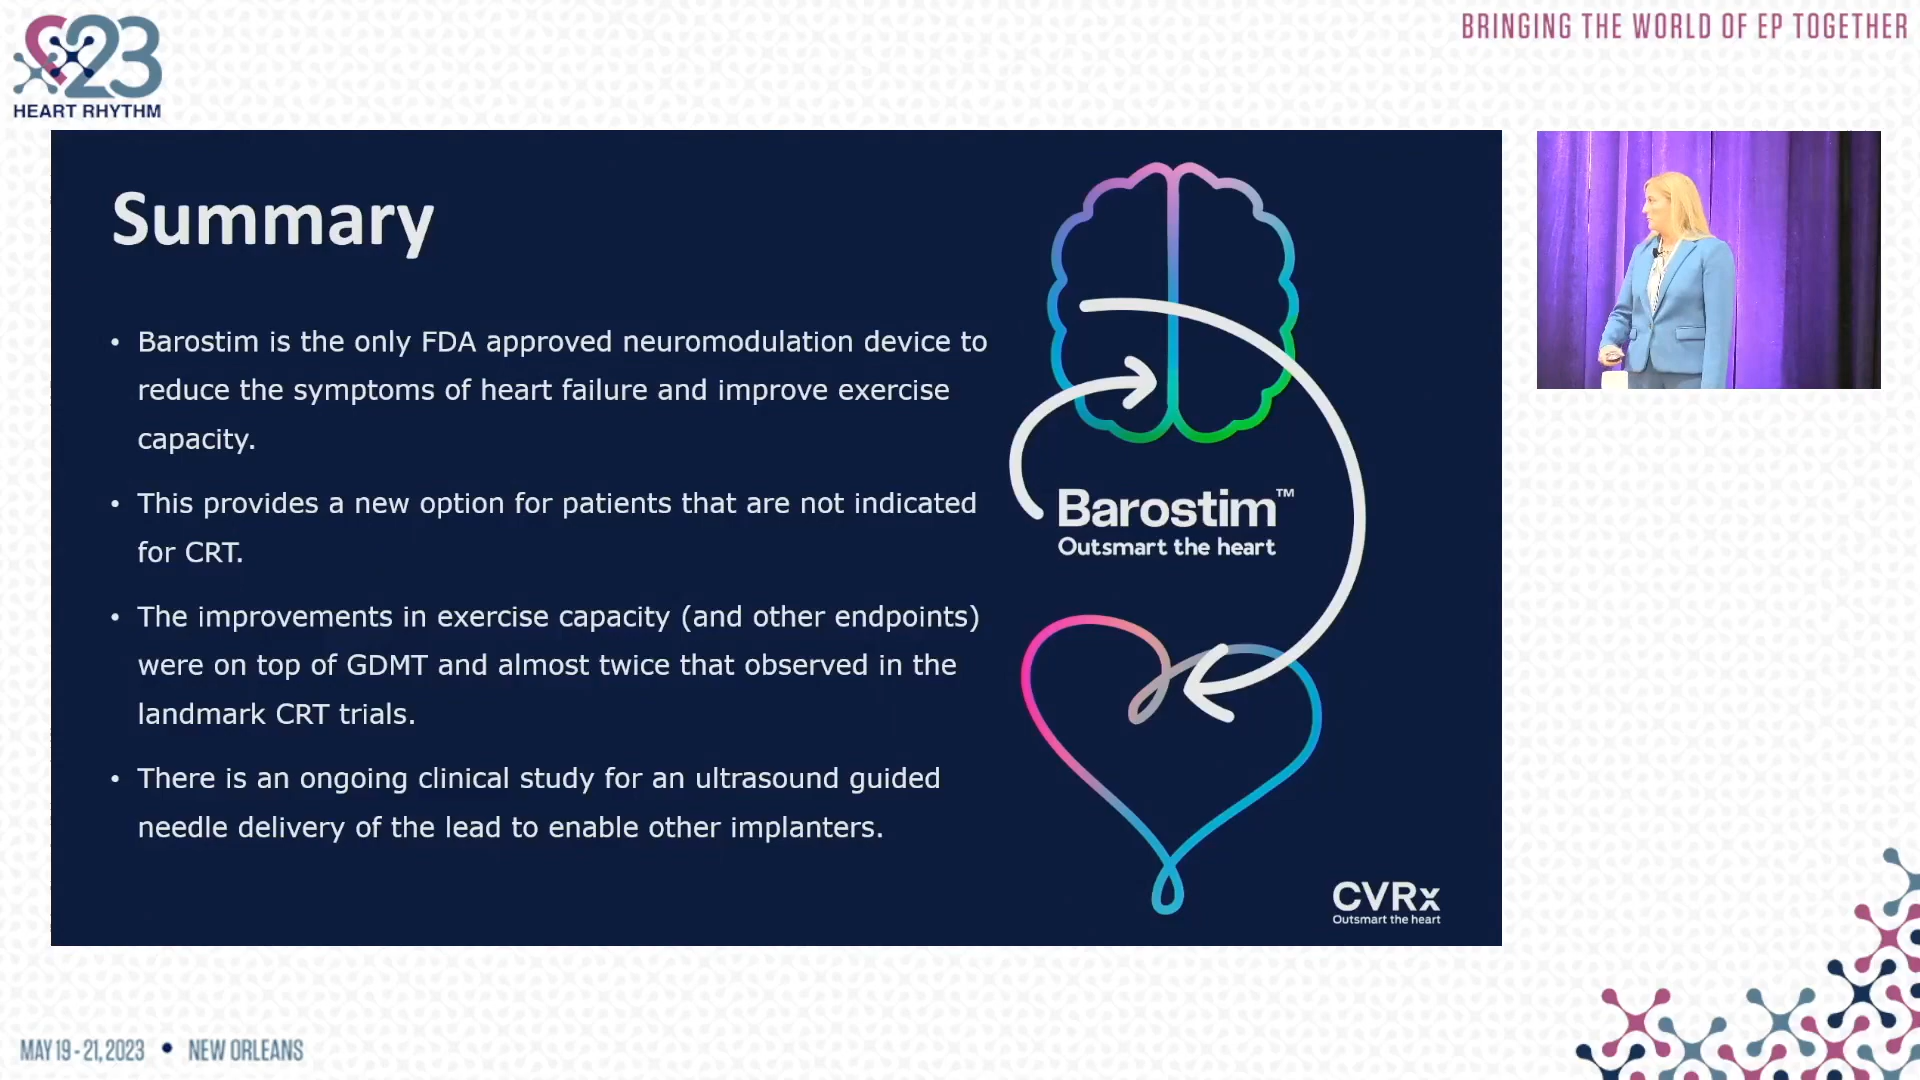 23
HEART RHYTHM
BRINGING THE WORLD OF EP TOGETHER
Summary
• Barostim is the only FDA approved neuromodulation device to
reduce the symptoms of heart failure and improve exercise
capacity.
• This provides a new option for patients that are not indicated
for CRT.
• The improvements in exercise capacity (and other endpoints)
were on top of GDMT and almost twice that observed in the
landmark CRT trials.
• There is an ongoing clinical study for an ultrasound guided
needle delivery of the lead to enable other implanters.
Barostim™
Outsmart the heart
CVRx
Outsmart the heart
MAY 19-21, 2023 • NEW ORLEANS